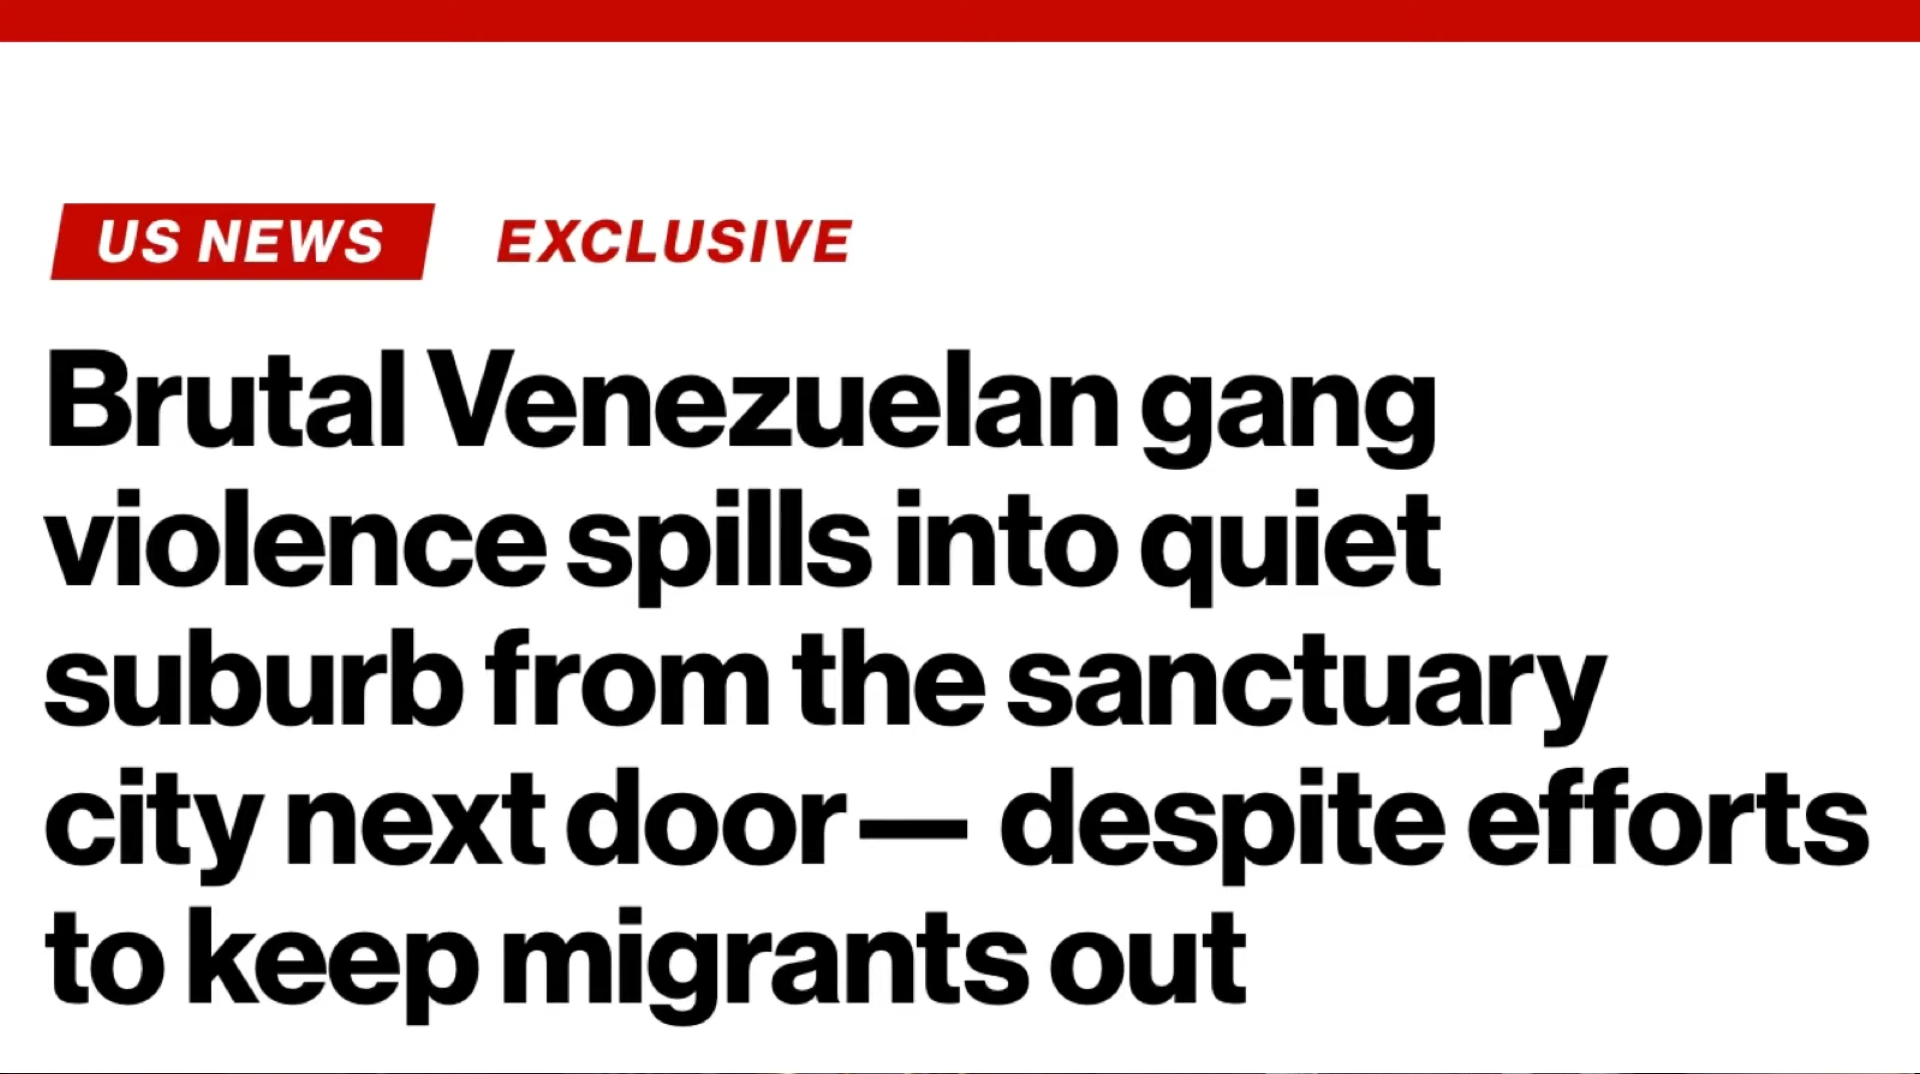 US NEWS EXCLUSIVE
Brutal Venezuelan gang
violence spills into quiet
suburb from the sanctuary
city next door— despite efforts
to keep migrants out